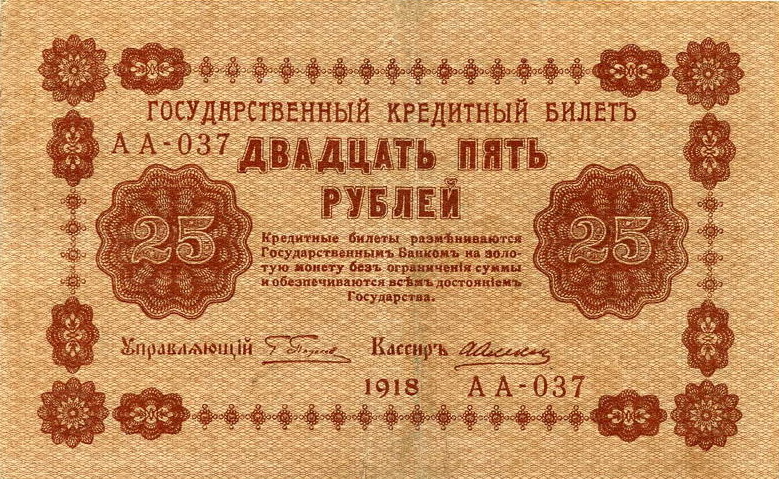 ГОСУДАРСТВЕННЫЙ КРЕДИТНЫЙ БИЛЕТЪ
АА-037
ДВАДЦАТЬ ПЯТЬ
РУБЛЕЙ
25
25
Кредитные билеты размѣниваются
Государственнымъ Банкомъ на золо-
тую монету безъ ограниченія суммы
и обезпечиваются всѣмъ достояніемъ
Государства.
Управляющій
Кассиръ
1918 АА-037